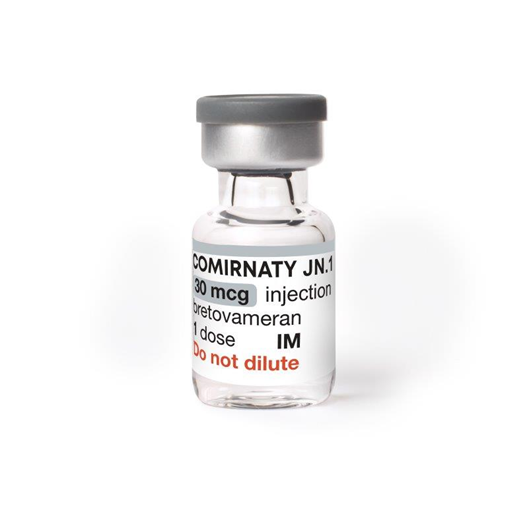 COMIRNATY JN.1
30 mcg injection
bretovameran
1 dose IM
Do not dilute